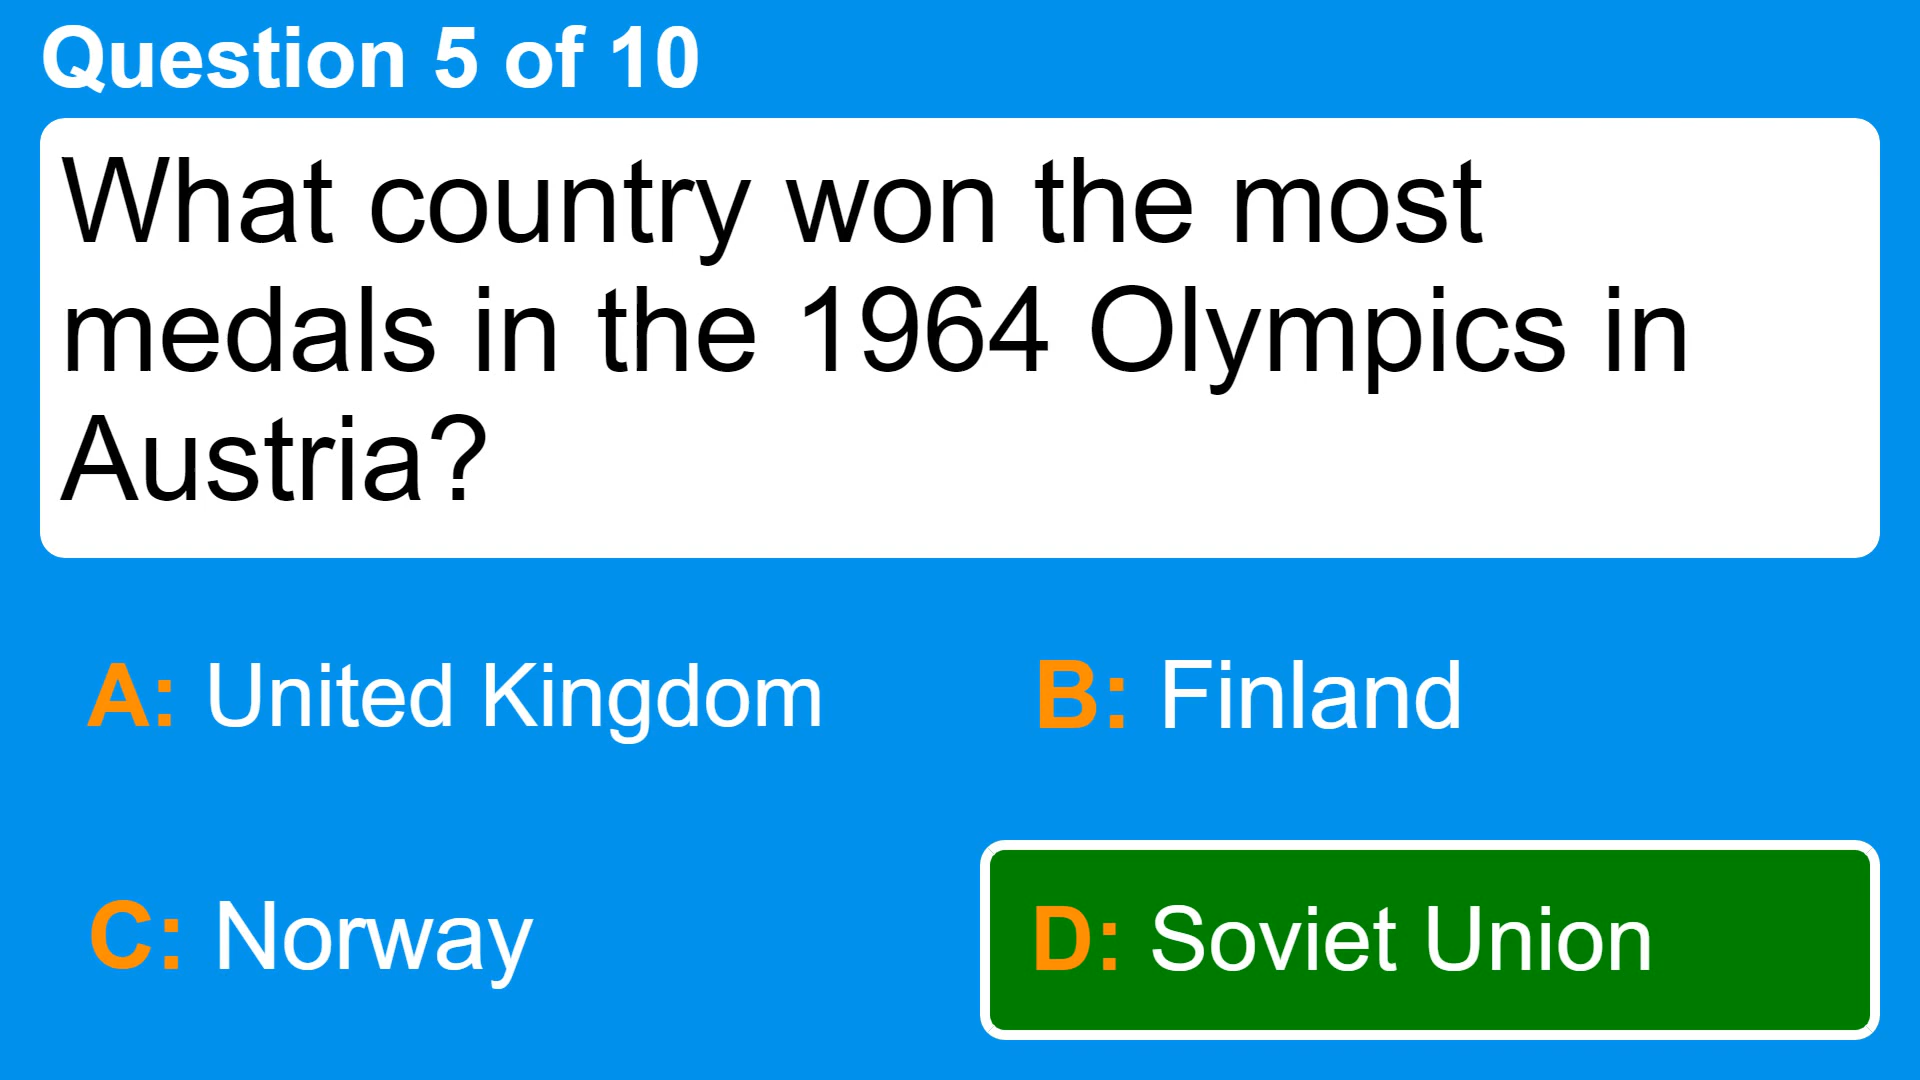 Question 5 of 10
What country won the most
medals in the 1964 Olympics in
Austria?
A: United Kingdom
B: Finland
C: Norway
D: Soviet Union